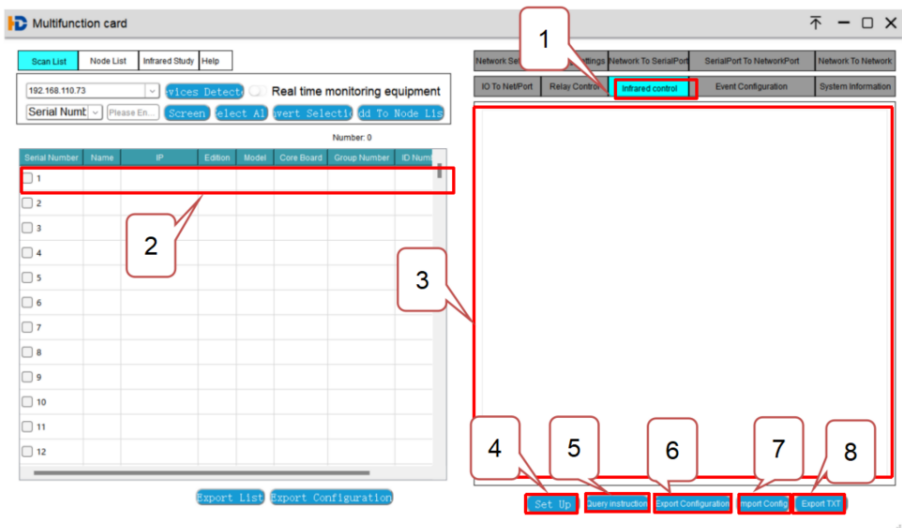 Multifunction card
1
Scan List Node List Infrared Study Help
Network To SerialPort SerialPort To NetworkPort Network To Network
192.168.110.73 vices Detect Real time monitoring equipment
IO To Net/Port Relay Control Infrared control Event Configuration System Information
Serial Numb Please En... Screen elect Al nvert Selecti dd To Node Lis
Number: 0
Serial Number Name IP Edition Model Core Board Group Number ID Num
1
2
3
2
4
3
5
6
7
8
9
10
11
12
4 5 6 7 8
Export List Export Configuration
Set Up Query instruction Export Configuration Import Config Export TXT